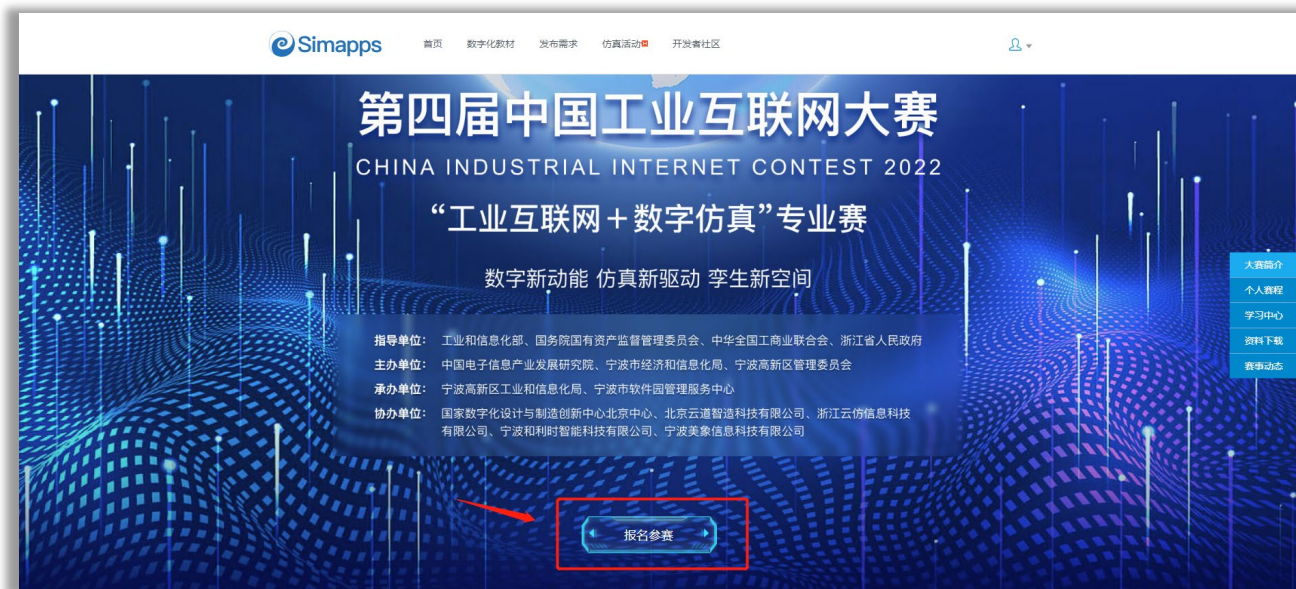 Simapps 首页 数字化教材 发布需求 仿真活动 开发者社区
第四届中国工业互联网大赛
CHINA INDUSTRIAL INTERNET CONTEST 2022
“工业互联网＋数字仿真”专业赛
数字新动能 仿真新驱动 孪生新空间
大赛简介
个人赛程
学习中心
资料下载
赛事动态
指导单位： 工业和信息化部、国务院国有资产监督管理委员会、中华全国工商业联合会、浙江省人民政府
主办单位： 中国电子信息产业发展研究院、宁波市经济和信息化局、宁波高新区管理委员会
承办单位： 宁波高新区工业和信息化局、宁波市软件园管理服务中心
协办单位： 国家数字化设计与制造创新中心北京中心、北京云道智造科技有限公司、浙江云仿信息科技
有限公司、宁波和利时智能科技有限公司、宁波美象信息科技有限公司
报名参赛